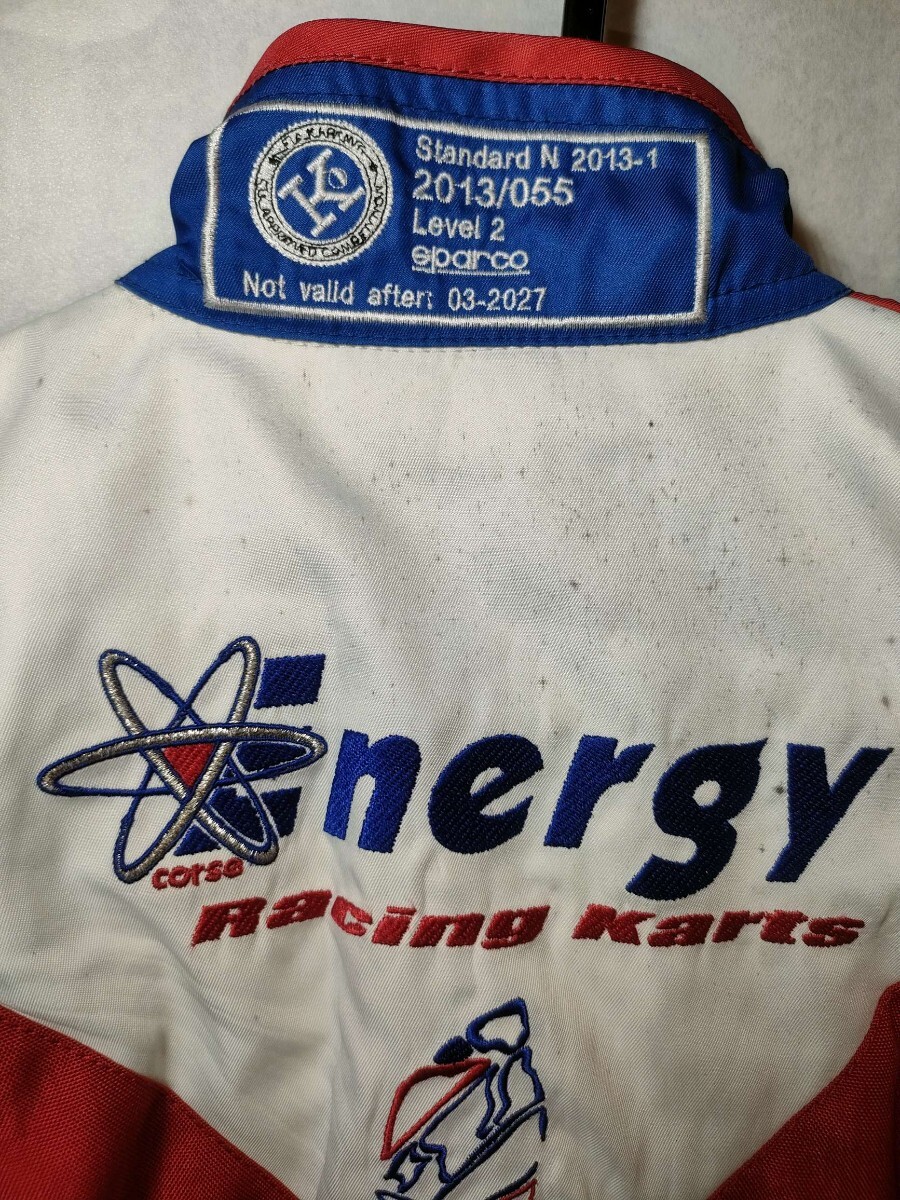 Standard N 2013-1
2013/055
Level 2
sparco
Not valid after: 03-2027
Energy
corse
Racing Karts